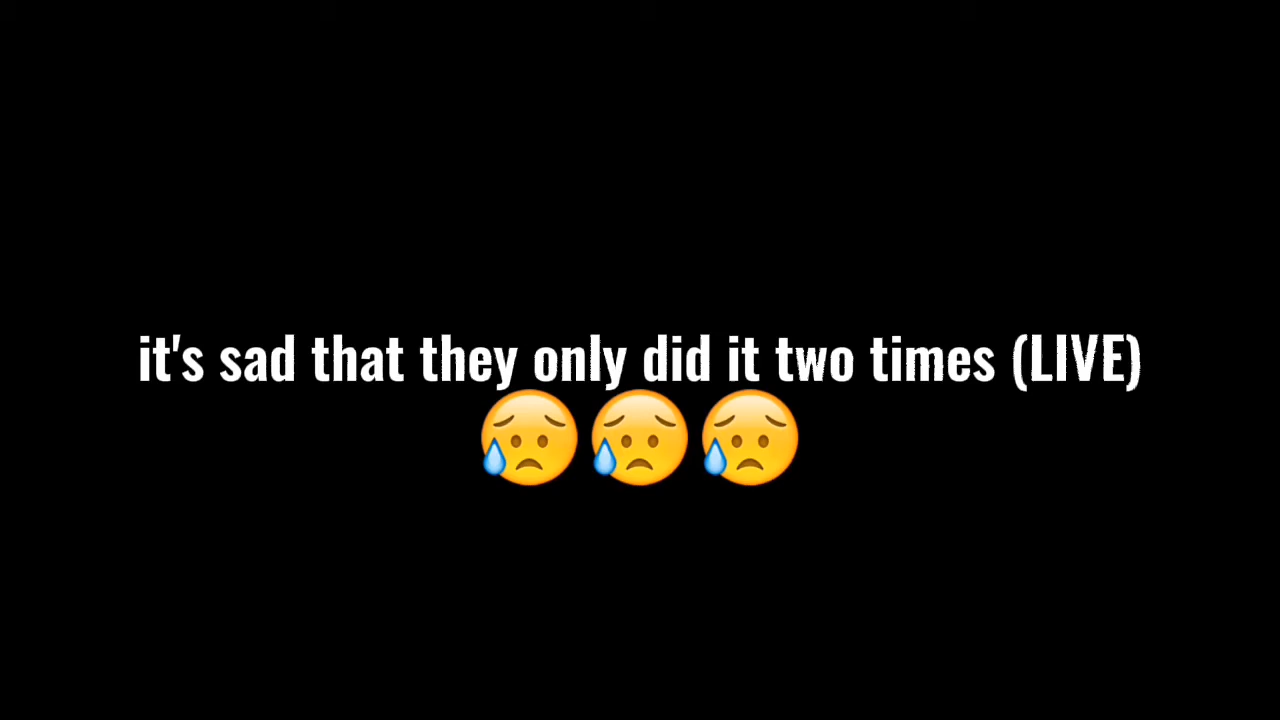 it's sad that they only did it two times (LIVE)
😥😥😥